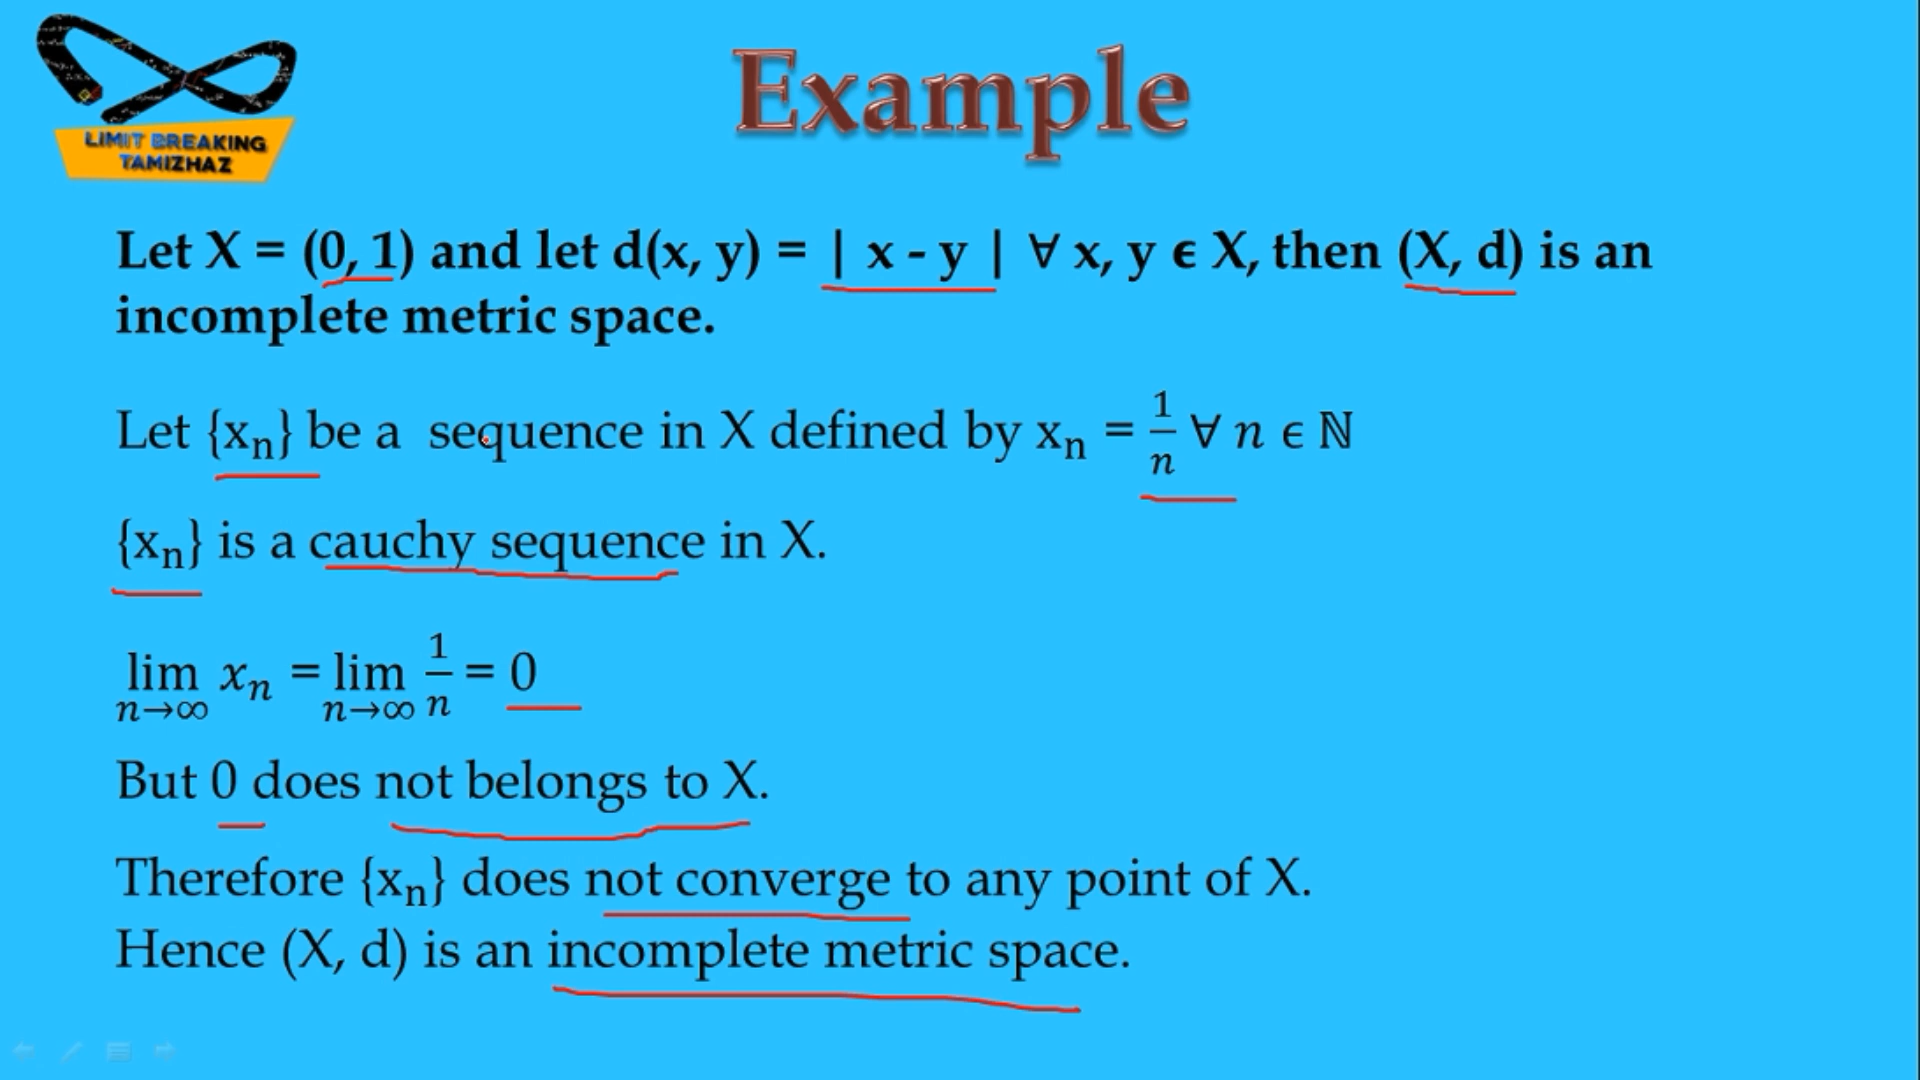 LIMIT BREAKING
TAMIZHAZ
Example
Let X = (0, 1) and let d(x, y) = | x - y | ∀ x, y ϵ X, then (X, d) is an
incomplete metric space.
Let {xₙ} be a sequence in X defined by xₙ = 1/n ∀ n ϵ ℕ
{xₙ} is a cauchy sequence in X.
lim n→∞ xₙ = lim n→∞ 1/n = 0
But 0 does not belongs to X.
Therefore {xₙ} does not converge to any point of X.
Hence (X, d) is an incomplete metric space.